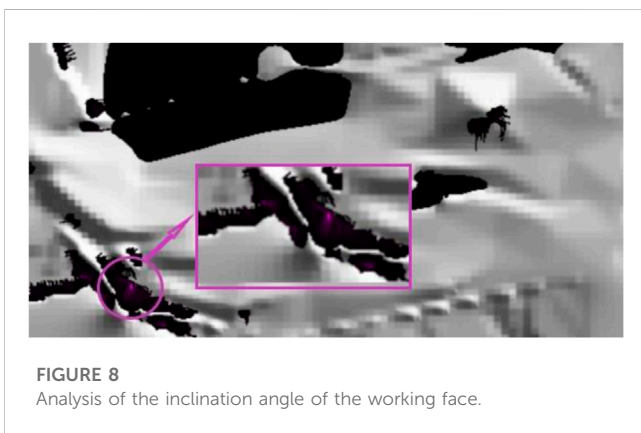 FIGURE 8
Analysis of the inclination angle of the working face.